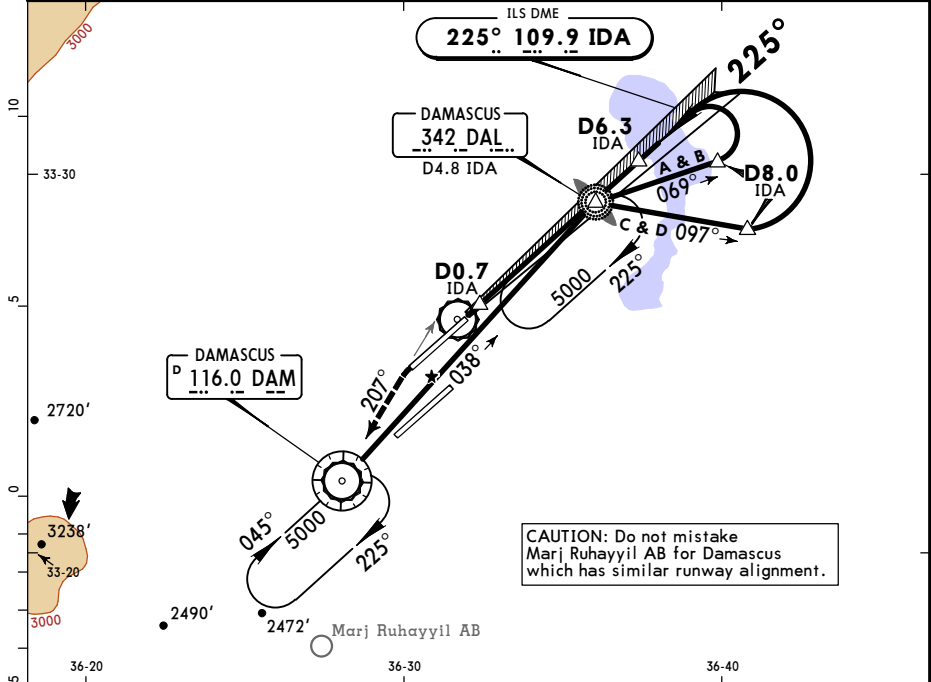 3000
ILS DME
225° 109.9 IDA
225°
10
DAMASCUS
342 DAL
D4.8 IDA
D6.3
IDA
A & B
069°
D8.0
IDA
33-30
C & D 097°
D0.7
IDA
5
5000
225°
DAMASCUS
D 116.0 DAM
207°
038°
2720'
0
3238'
33-20
045°
5000
225°
CAUTION: Do not mistake
Marj Ruhayyil AB for Damascus
which has similar runway alignment.
3000
2490'
2472'
Marj Ruhayyil AB
5
36-20
36-30
36-40